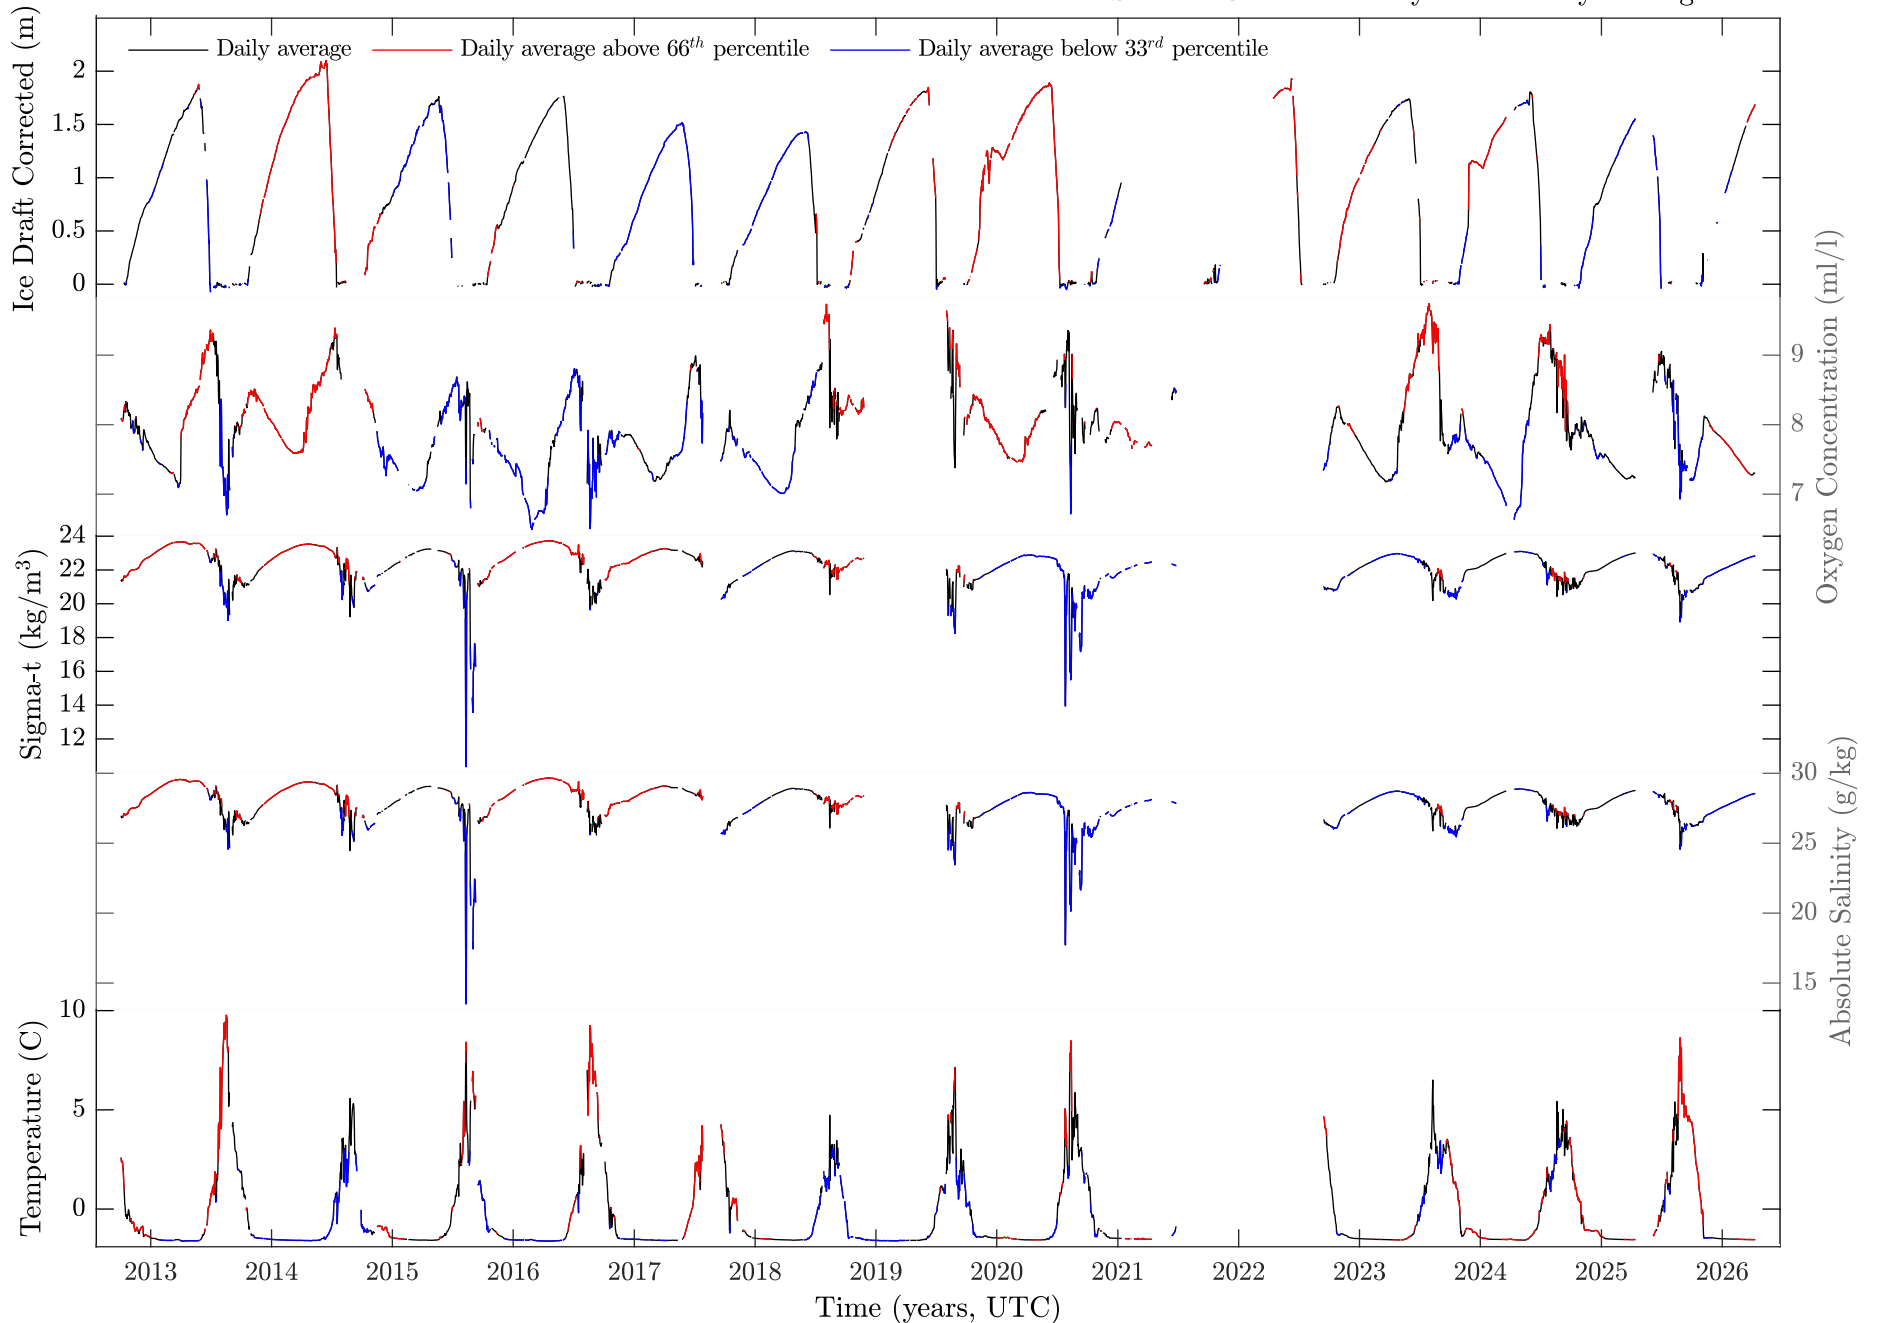 Daily average
Daily average above 66th percentile
Daily average below 33rd percentile
Ice Draft Corrected (m)
2
1.5
1
0.5
0
Oxygen Concentration (ml/l)
9
8
7
Sigma-t (kg/m3)
24
22
20
18
16
14
12
Absolute Salinity (g/kg)
30
25
20
15
Temperature (C)
10
5
0
2013 2014 2015 2016 2017 2018 2019 2020 2021 2022 2023 2024 2025 2026
Time (years, UTC)